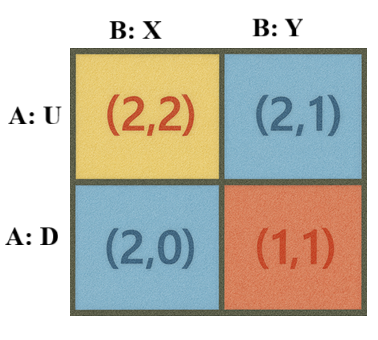 B: X B: Y
A: U (2,2) (2,1)
A: D (2,0) (1,1)